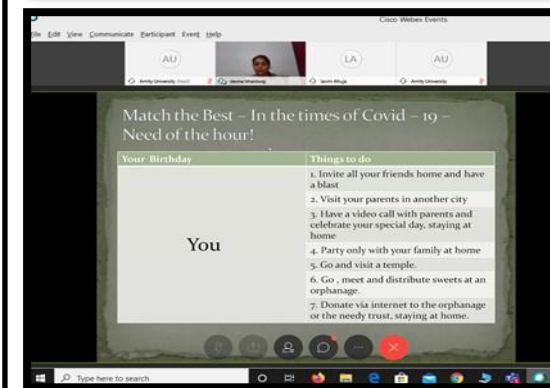 Cisco Webex Events
File Edit View Communicate Participant Event Help
AU
LA
AU
Amity University
Amity University
Match the Best – In the times of Covid – 19 –
Need of the hour!
Your Birthday
Things to do
You
1. Invite all your friends home and have
a blast
2. Visit your parents in another city
3. Have a video call with parents and
celebrate your special day, staying at
home
4. Party only with your family at home
5. Go and visit a temple.
6. Go , meet and distribute sweets at an
orphanage.
7. Donate via internet to the orphanage
or the needy trust, staying at home.
Type here to search